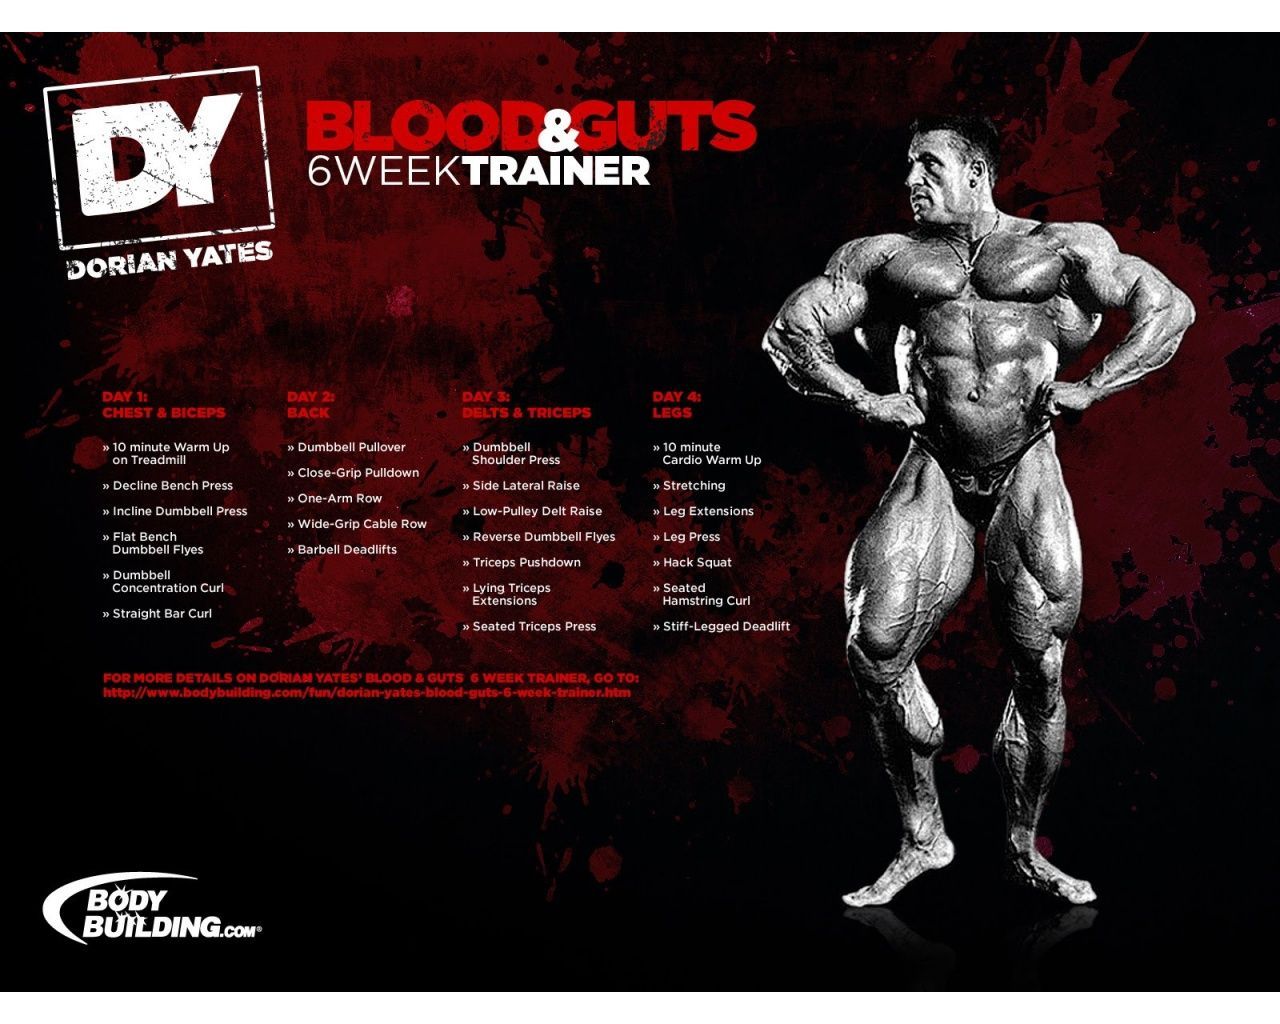 DY
DORIAN YATES
BLOOD&GUTS
6WEEKTRAINER
DAY 1:
CHEST & BICEPS
» 10 minute Warm Up
on Treadmill
» Decline Bench Press
» Incline Dumbbell Press
» Flat Bench
Dumbbell Flyes
» Dumbbell
Concentration Curl
» Straight Bar Curl
DAY 2:
BACK
» Dumbbell Pullover
» Close-Grip Pulldown
» One-Arm Row
» Wide-Grip Cable Row
» Barbell Deadlifts
DAY 3:
DELTS & TRICEPS
» Dumbbell
Shoulder Press
» Side Lateral Raise
» Low-Pulley Delt Raise
» Reverse Dumbbell Flyes
» Triceps Pushdown
» Lying Triceps
Extensions
» Seated Triceps Press
DAY 4:
LEGS
» 10 minute
Cardio Warm Up
» Stretching
» Leg Extensions
» Leg Press
» Hack Squat
» Seated
Hamstring Curl
» Stiff-Legged Deadlift
FOR MORE DETAILS ON DORIAN YATES' BLOOD & GUTS 6 WEEK TRAINER, GO TO:
http://www.bodybuilding.com/fun/dorian-yates-blood-guts-6-week-trainer.htm
BODY
BUILDING.COM®